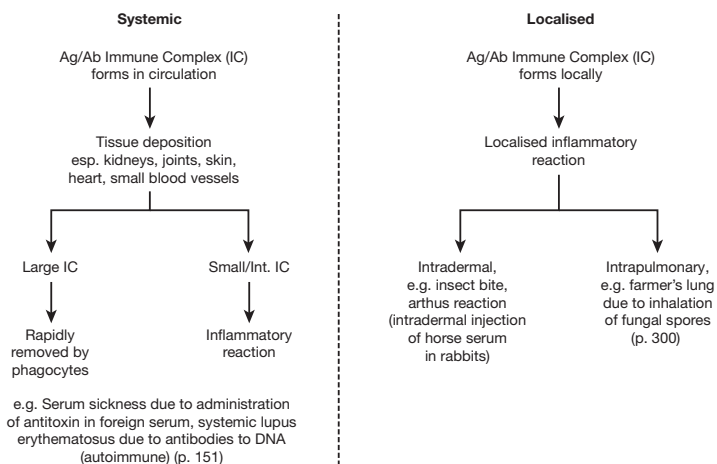 Systemic
Ag/Ab Immune Complex (IC)
forms in circulation
Tissue deposition
esp. kidneys, joints, skin,
heart, small blood vessels
Large IC
Small/Int. IC
Rapidly
removed by
phagocytes
Inflammatory
reaction
e.g. Serum sickness due to administration
of antitoxin in foreign serum, systemic lupus
erythematosus due to antibodies to DNA
(autoimmune) (p. 151)
Localised
Ag/Ab Immune Complex (IC)
forms locally
Localised inflammatory
reaction
Intradermal,
e.g. insect bite,
arthus reaction
(intradermal injection
of horse serum
in rabbits)
Intrapulmonary,
e.g. farmer's lung
due to inhalation
of fungal spores
(p. 300)